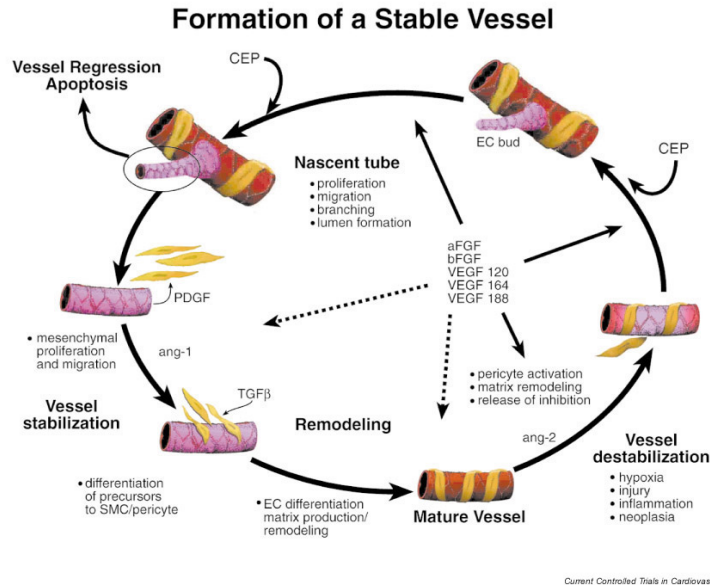 Formation of a Stable Vessel
CEP
Vessel Regression
Apoptosis
EC bud
CEP
Nascent tube
• proliferation
• migration
• branching
• lumen formation
aFGF
bFGF
VEGF 120
VEGF 164
VEGF 188
PDGF
• mesenchymal
proliferation
and migration
ang-1
• pericyte activation
• matrix remodeling
• release of inhibition
TGFβ
Vessel
stabilization
Remodeling
ang-2
Vessel
destabilization
• hypoxia
• injury
• inflammation
• neoplasia
• differentiation
of precursors
to SMC/pericyte
• EC differentiation
matrix production/
remodeling
Mature Vessel
Current Controlled Trials in Cardiovas